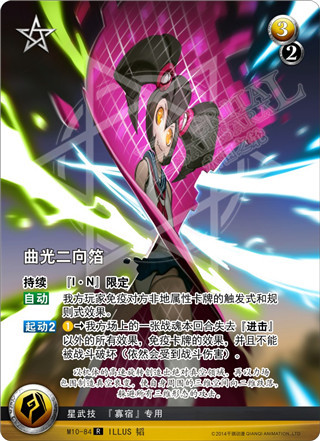 3
2
曲光二向箔
持续 『I·N』限定
自动 我方玩家免疫对方非地属性卡牌的触发式和规则式效果。
起动2 1→我方场上的一张战魂本回合失去『进击』以外的所有效果，免疫卡牌的效果，并且不能被战斗破坏（依然会受到战斗伤害）。
星武技 『寡宿』专用
W10-84 R ILLUS 韬
©2014千骐动漫 QIANQI ANIMATION, LTD